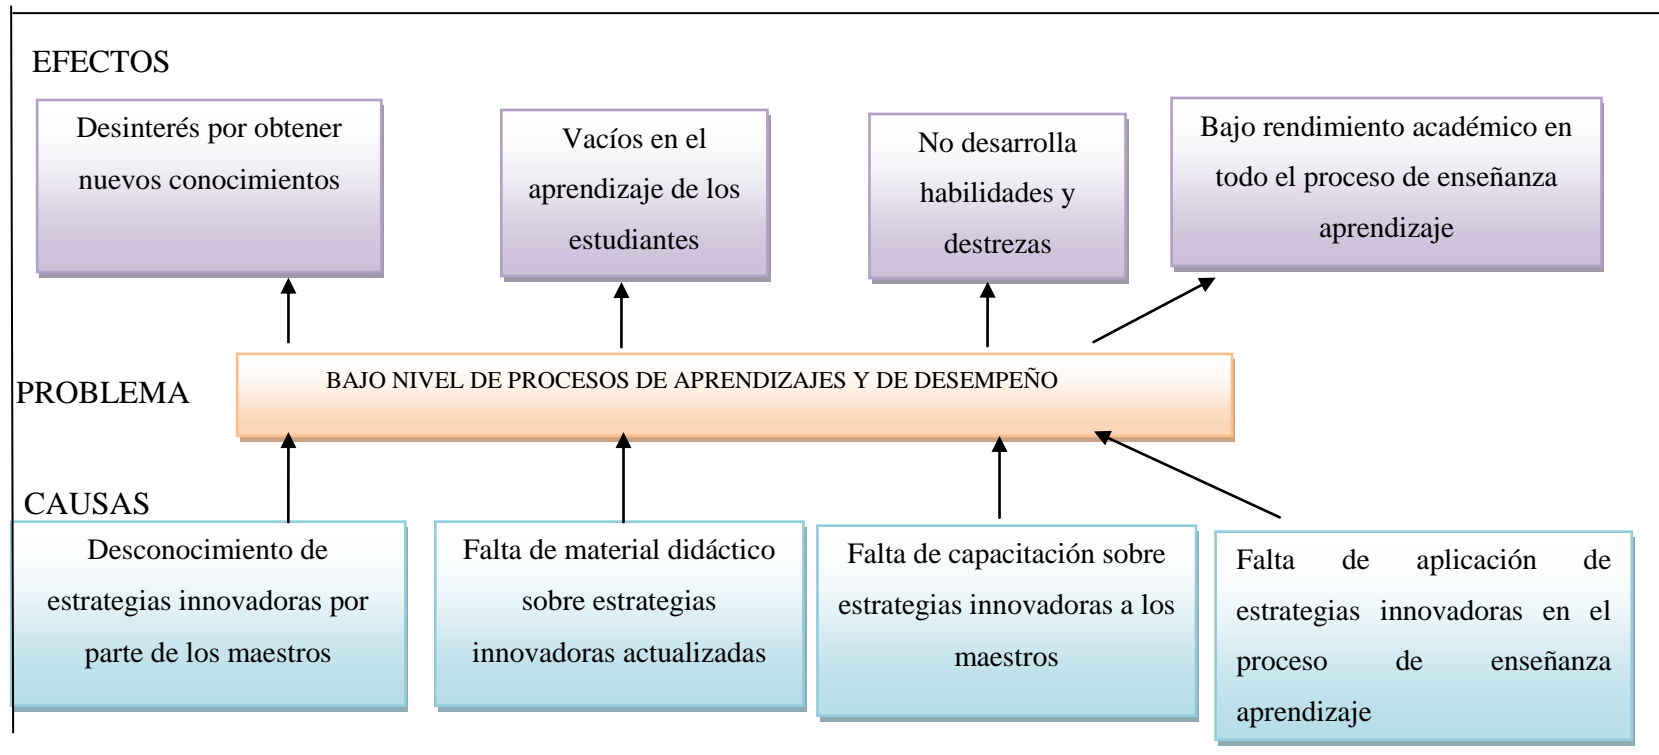 EFECTOS
Desinterés por obtener
nuevos conocimientos
Vacíos en el
aprendizaje de los
estudiantes
No desarrolla
habilidades y
destrezas
Bajo rendimiento académico en
todo el proceso de enseñanza
aprendizaje
PROBLEMA
BAJO NIVEL DE PROCESOS DE APRENDIZAJES Y DE DESEMPEÑO
CAUSAS
Desconocimiento de
estrategias innovadoras por
parte de los maestros
Falta de material didáctico
sobre estrategias
innovadoras actualizadas
Falta de capacitación sobre
estrategias innovadoras a los
maestros
Falta de aplicación de
estrategias innovadoras en el
proceso de enseñanza
aprendizaje